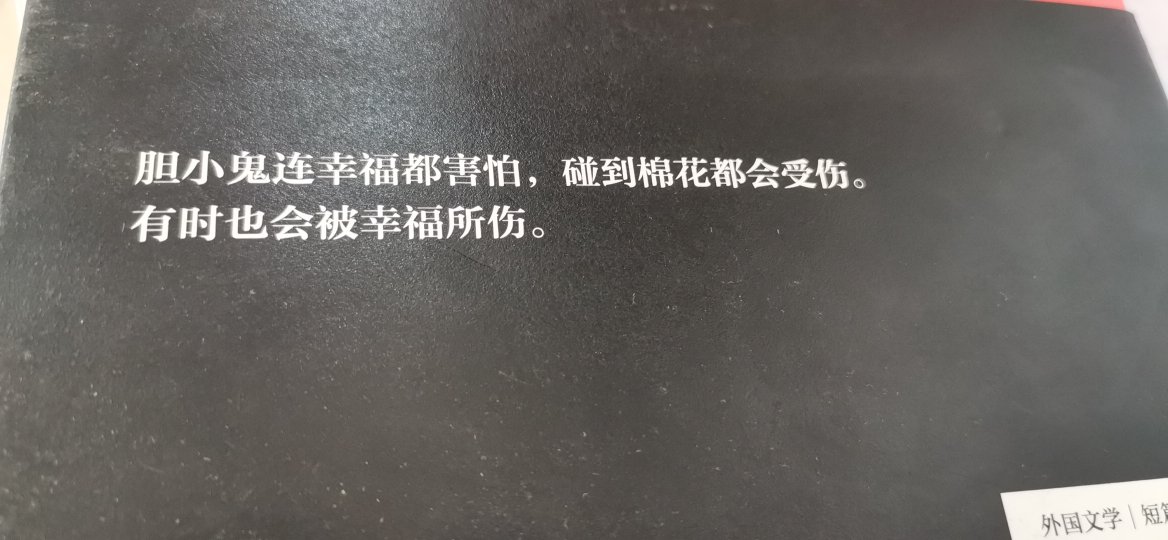 胆小鬼连幸福都害怕，碰到棉花都会受伤。
有时也会被幸福所伤。
外国文学｜短